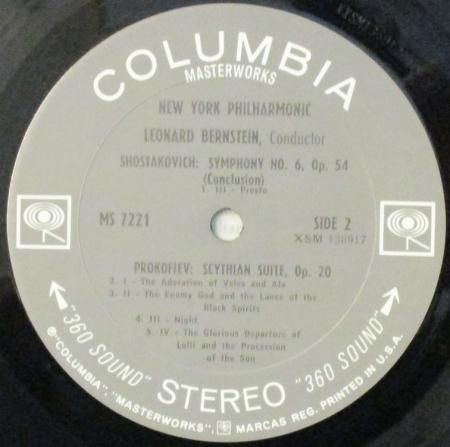 COLUMBIA
MASTERWORKS
NEW YORK PHILHARMONIC
LEONARD BERNSTEIN, Conductor
SHOSTAKOVICH: SYMPHONY NO. 6, Op. 54
(Conclusion)
1. III - Presto
MS 7221
SIDE 2
XSM 138917
PROKOFIEV: SCYTHIAN SUITE, Op. 20
2. I - The Adoration of Veles and Ala
3. II - The Enemy God and the Lance of the
Black Spirits
4. III - Night
5. IV - The Glorious Departure of
Lolli and the Procession
of the Sun
"360 SOUND" STEREO "360 SOUND"
℗ "COLUMBIA", "MASTERWORKS", MARCAS REG. PRINTED IN U.S.A.